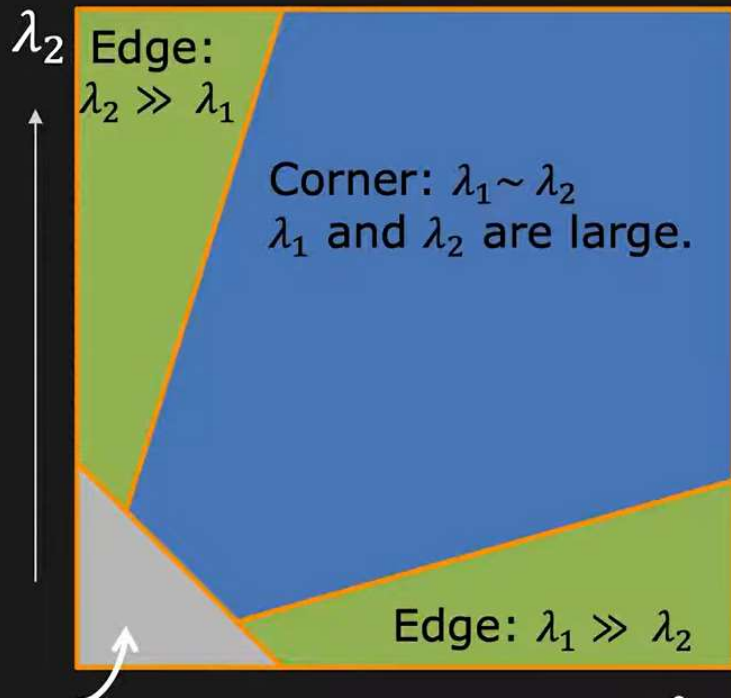 λ₂ Edge:
λ₂ ≫ λ₁
Corner: λ₁~ λ₂
λ₁ and λ₂ are large.
Edge: λ₁ ≫ λ₂